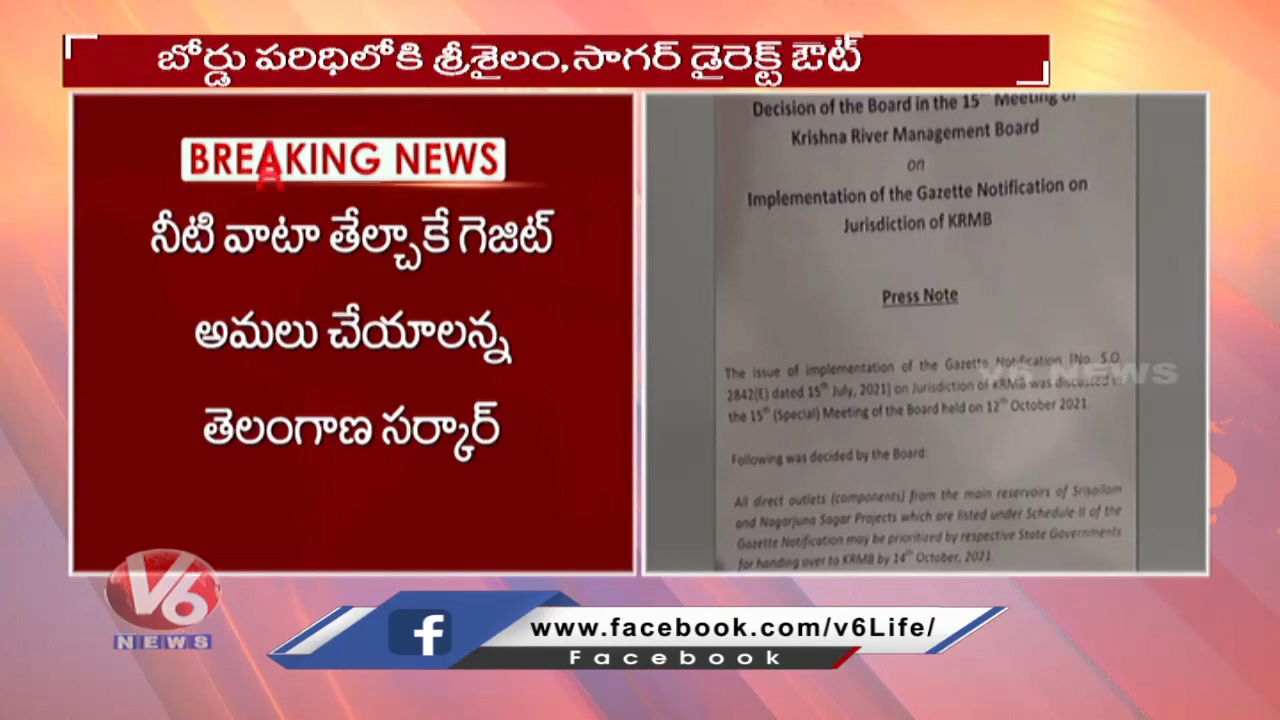 బోర్డు పరిధిలోకి శ్రీశైలం,సాగర్ డైరెక్ట్ ఔట్
BREAKING NEWS
నీటి వాటా తేల్చాకే గెజిట్
అమలు చేయాలన్న
తెలంగాణ సర్కార్
Decision of the Board in the 15th Meeting of
Krishna River Management Board
on
Implementation of the Gazette Notification on
Jurisdiction of KRMB
Press Note
The issue of implementation of the Gazette Notification [No. S.O.
2842(E) dated 15th July, 2021] on Jurisdiction of KRMB was discussed in
the 15th (Special) Meeting of the Board held on 12th October 2021.
Following was decided by the Board:
All direct outlets (components) from the main reservoirs of Srisailam
and Nagarjuna Sagar Projects which are listed under Schedule-II of the
Gazette Notification may be prioritized by respective State Governments
for handing over to KRMB by 14th October, 2021
V6 NEWS
V6
NEWS
www.facebook.com/v6Life/
Facebook